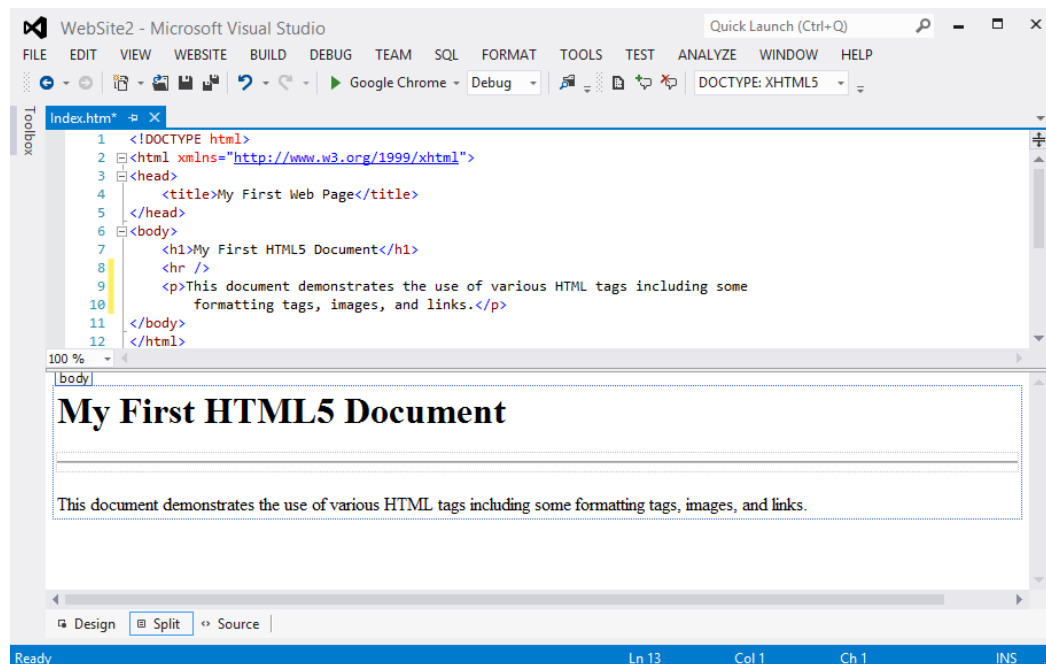 WebSite2 - Microsoft Visual Studio Quick Launch (Ctrl+Q)
FILE EDIT VIEW WEBSITE BUILD DEBUG TEAM SQL FORMAT TOOLS TEST ANALYZE WINDOW HELP
Google Chrome Debug DOCTYPE: XHTML5
Toolbox
Index.htm*
1 <!DOCTYPE html>
2 <html xmlns="http://www.w3.org/1999/xhtml">
3 <head>
4 <title>My First Web Page</title>
5 </head>
6 <body>
7 <h1>My First HTML5 Document</h1>
8 <hr />
9 <p>This document demonstrates the use of various HTML tags including some
10 formatting tags, images, and links.</p>
11 </body>
12 </html>
100 %
body
My First HTML5 Document
This document demonstrates the use of various HTML tags including some formatting tags, images, and links.
Design Split Source
Ready Ln 13 Col 1 Ch 1 INS